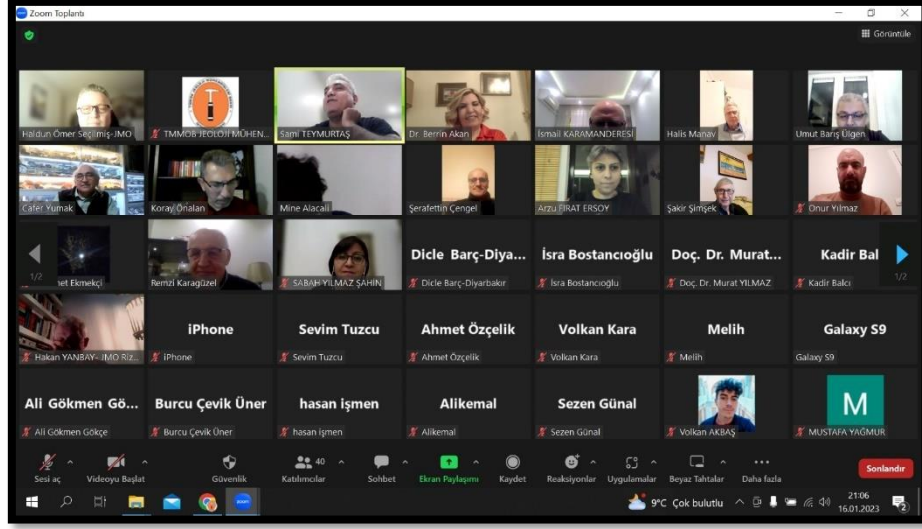 Zoom Toplantı
Görüntüle
Haldun Ömer Seçilmiş-JMO
TMMOB JEOLOJİ MÜHEN...
Sami TEYMURTAŞ
Dr. Berrin Akan
İsmail KARAMANDERESİ
Halis Manav
Umut Barış Ülgen
Cafer Yumak
Koray Önalan
Mine Alacali
Şerafettin Çengel
Arzu FIRAT ERSOY
Şakir Şimşek
Onur Yılmaz
1/2
met Ekmekçi
Remzi Karagüzel
SABAH YILMAZ ŞAHİN
Dicle Barç-Diya...
Dicle Barç-Diyarbakır
İsra Bostancıoğlu
İsra Bostancıoğlu
Doç. Dr. Murat...
Doç. Dr. Murat YILMAZ
Kadir Bal
Kadir Balcı
1/2
Hakan YANBAY- JMO Riz...
iPhone
iPhone
Sevim Tuzcu
Sevim Tuzcu
Ahmet Özçelik
Ahmet Özçelik
Volkan Kara
Volkan Kara
Melih
Melih
Galaxy S9
Galaxy S9
Ali Gökmen Gö...
Ali Gökmen Gökçe
Burcu Çevik Üner
Burcu Çevik Üner
hasan işmen
hasan işmen
Alikemal
Alikemal
Sezen Günal
Sezen Günal
Volkan AKBAŞ
M
MUSTAFA YAĞMUR
Sesi aç
Videoyu Başlat
Güvenlik
40
Katılımcılar
Sohbet
Ekran Paylaşımı
Kaydet
Reaksiyonlar
Uygulamalar
Beyaz Tahtalar
Daha fazla
Sonlandır
zoom
9°C Çok bulutlu
21:06
16.01.2023
2